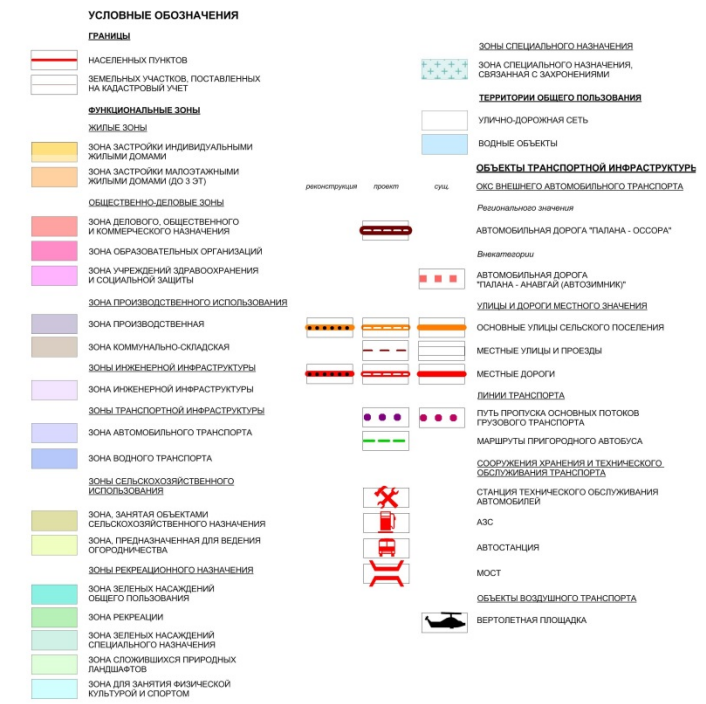 УСЛОВНЫЕ ОБОЗНАЧЕНИЯ
ГРАНИЦЫ
НАСЕЛЕННЫХ ПУНКТОВ
ЗЕМЕЛЬНЫХ УЧАСТКОВ, ПОСТАВЛЕННЫХ
НА КАДАСТРОВЫЙ УЧЕТ
ФУНКЦИОНАЛЬНЫЕ ЗОНЫ
ЖИЛЫЕ ЗОНЫ
ЗОНА ЗАСТРОЙКИ ИНДИВИДУАЛЬНЫМИ
ЖИЛЫМИ ДОМАМИ
ЗОНА ЗАСТРОЙКИ МАЛОЭТАЖНЫМИ
ЖИЛЫМИ ДОМАМИ (ДО 3 ЭТ)
ОБЩЕСТВЕННО-ДЕЛОВЫЕ ЗОНЫ
ЗОНА ДЕЛОВОГО, ОБЩЕСТВЕННОГО
И КОММЕРЧЕСКОГО НАЗНАЧЕНИЯ
ЗОНА ОБРАЗОВАТЕЛЬНЫХ ОРГАНИЗАЦИЙ
ЗОНА УЧРЕЖДЕНИЙ ЗДРАВООХРАНЕНИЯ
И СОЦИАЛЬНОЙ ЗАЩИТЫ
ЗОНА ПРОИЗВОДСТВЕННОГО ИСПОЛЬЗОВАНИЯ
ЗОНА ПРОИЗВОДСТВЕННАЯ
ЗОНА КОММУНАЛЬНО-СКЛАДСКАЯ
ЗОНЫ ИНЖЕНЕРНОЙ ИНФРАСТРУКТУРЫ
ЗОНА ИНЖЕНЕРНОЙ ИНФРАСТРУКТУРЫ
ЗОНЫ ТРАНСПОРТНОЙ ИНФРАСТРУКТУРЫ
ЗОНА АВТОМОБИЛЬНОГО ТРАНСПОРТА
ЗОНА ВОДНОГО ТРАНСПОРТА
ЗОНЫ СЕЛЬСКОХОЗЯЙСТВЕННОГО
ИСПОЛЬЗОВАНИЯ
ЗОНА, ЗАНЯТАЯ ОБЪЕКТАМИ
СЕЛЬСКОХОЗЯЙСТВЕННОГО НАЗНАЧЕНИЯ
ЗОНА, ПРЕДНАЗНАЧЕННАЯ ДЛЯ ВЕДЕНИЯ
ОГОРОДНИЧЕСТВА
ЗОНЫ РЕКРЕАЦИОННОГО НАЗНАЧЕНИЯ
ЗОНА ЗЕЛЕНЫХ НАСАЖДЕНИЙ
ОБЩЕГО ПОЛЬЗОВАНИЯ
ЗОНА РЕКРЕАЦИИ
ЗОНА ЗЕЛЕНЫХ НАСАЖДЕНИЙ
СПЕЦИАЛЬНОГО НАЗНАЧЕНИЯ
ЗОНА СЛОЖИВШИХСЯ ПРИРОДНЫХ
ЛАНДШАФТОВ
ЗОНА ДЛЯ ЗАНЯТИЯ ФИЗИЧЕСКОЙ
КУЛЬТУРОЙ И СПОРТОМ
ЗОНЫ СПЕЦИАЛЬНОГО НАЗНАЧЕНИЯ
ЗОНА СПЕЦИАЛЬНОГО НАЗНАЧЕНИЯ,
СВЯЗАННАЯ С ЗАХРОНЕНИЯМИ
ТЕРРИТОРИИ ОБЩЕГО ПОЛЬЗОВАНИЯ
УЛИЧНО-ДОРОЖНАЯ СЕТЬ
ВОДНЫЕ ОБЪЕКТЫ
ОБЪЕКТЫ ТРАНСПОРТНОЙ ИНФРАСТРУКТУРЫ
реконструкция проект сущ. ОКС ВНЕШНЕГО АВТОМОБИЛЬНОГО ТРАНСПОРТА
Регионального значения
АВТОМОБИЛЬНАЯ ДОРОГА "ПАЛАНА - ОССОРА"
Внекатегории
АВТОМОБИЛЬНАЯ ДОРОГА
"ПАЛАНА - АНАВГАЙ (АВТОЗИМНИК)"
УЛИЦЫ И ДОРОГИ МЕСТНОГО ЗНАЧЕНИЯ
ОСНОВНЫЕ УЛИЦЫ СЕЛЬСКОГО ПОСЕЛЕНИЯ
МЕСТНЫЕ УЛИЦЫ И ПРОЕЗДЫ
МЕСТНЫЕ ДОРОГИ
ЛИНИИ ТРАНСПОРТА
ПУТЬ ПРОПУСКА ОСНОВНЫХ ПОТОКОВ
ГРУЗОВОГО ТРАНСПОРТА
МАРШРУТЫ ПРИГОРОДНОГО АВТОБУСА
СООРУЖЕНИЯ ХРАНЕНИЯ И ТЕХНИЧЕСКОГО
ОБСЛУЖИВАНИЯ ТРАНСПОРТА
СТАНЦИЯ ТЕХНИЧЕСКОГО ОБСЛУЖИВАНИЯ
АВТОМОБИЛЕЙ
АЗС
АВТОСТАНЦИЯ
МОСТ
ОБЪЕКТЫ ВОЗДУШНОГО ТРАНСПОРТА
ВЕРТОЛЕТНАЯ ПЛОЩАДКА